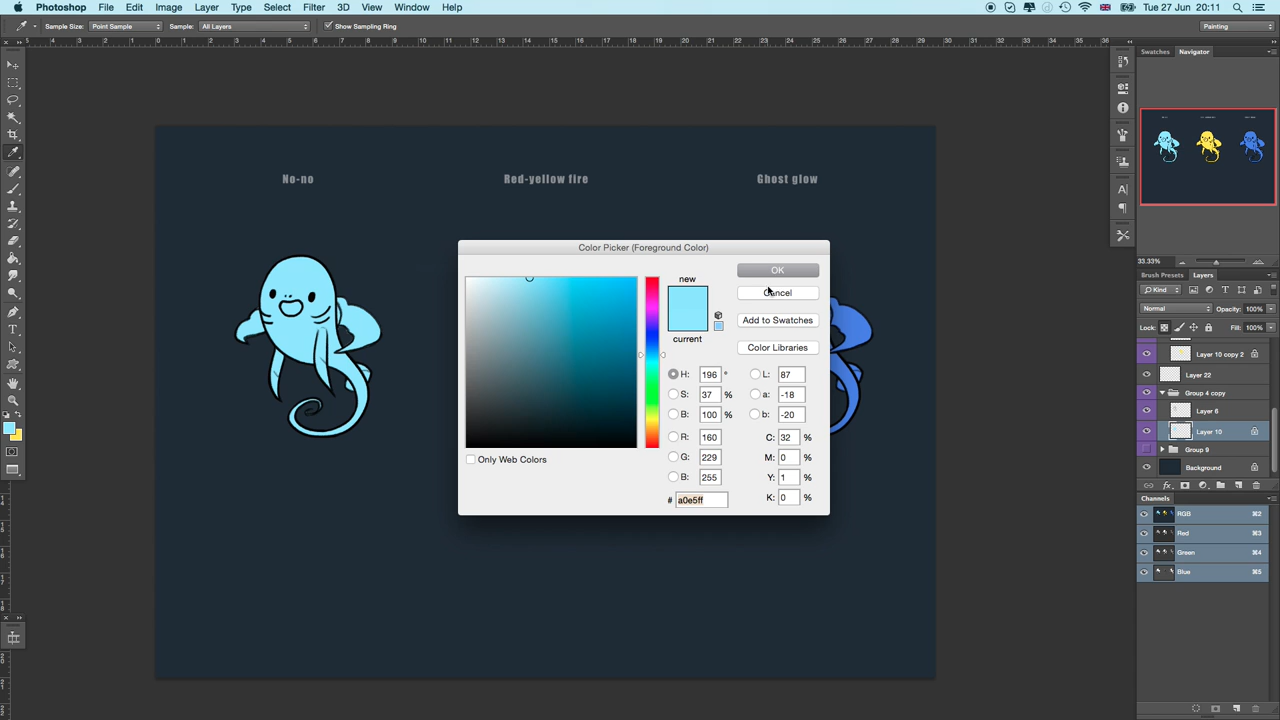 Photoshop File Edit Image Layer Type Select Filter 3D View Window Help Tue 27 Jun 20:11
Sample Size: Point Sample Sample: All Layers Show Sampling Ring Painting
Swatches Navigator
No-no Red-yellow fire Ghost glow
Color Picker (Foreground Color)
new
OK
Cancel
Add to Swatches
current
Color Libraries
H: 196 ° L: 87
S: 37 % a: -18
B: 100 % b: -20
R: 160 C: 32 %
G: 229 M: 0 %
B: 255 Y: 1 %
# a0e5ff K: 0 %
Only Web Colors
33.33%
Brush Presets Layers
Kind
Normal Opacity: 100%
Lock: Fill: 100%
Layer 10 copy 2
Layer 22
Group 4 copy
Layer 6
Layer 10
Group 9
Background
Channels
RGB ⌘2
Red ⌘3
Green ⌘4
Blue ⌘5